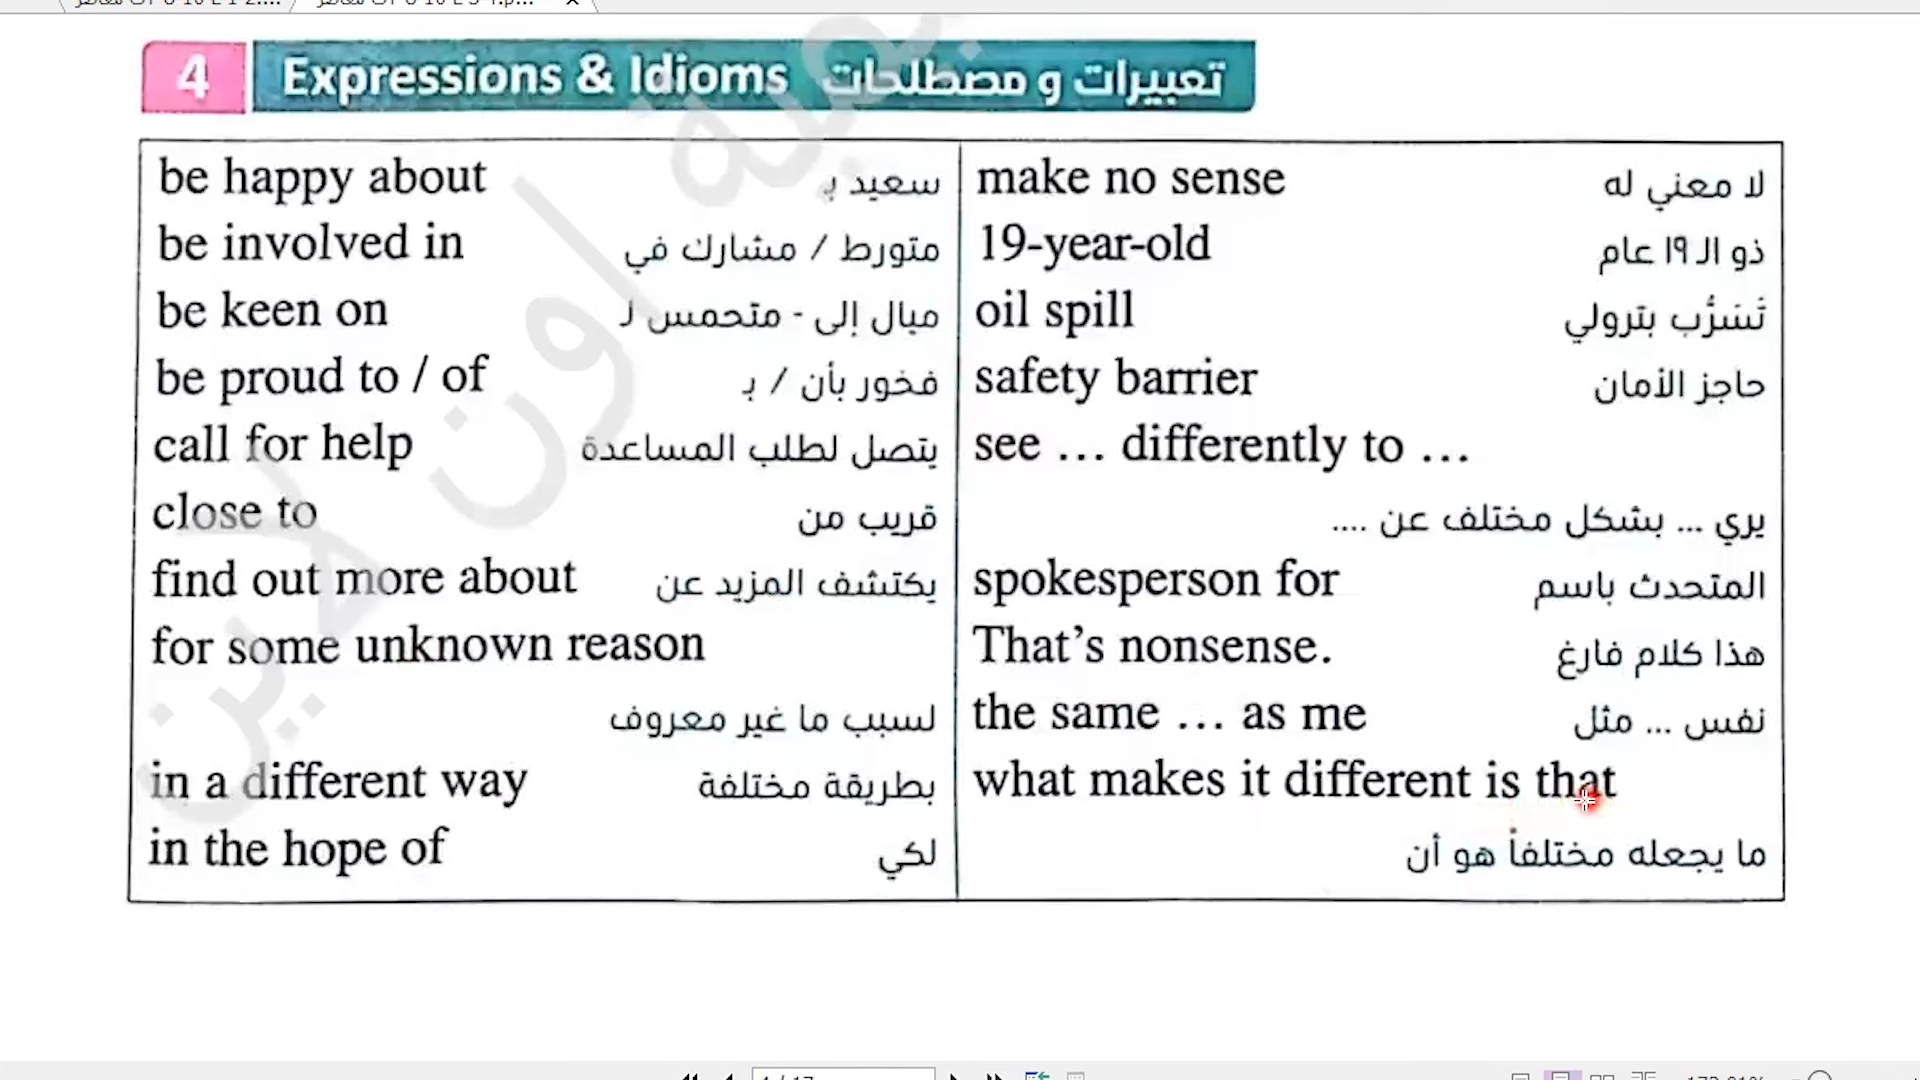 4 Expressions & Idioms تعبيرات و مصطلحات
be happy about سعيد بـ
be involved in متورط / مشارك في
be keen on ميال إلى - متحمس لـ
be proud to / of فخور بأن / بـ
call for help يتصل لطلب المساعدة
close to قريب من
find out more about يكتشف المزيد عن
for some unknown reason
لسبب ما غير معروف
in a different way بطريقة مختلفة
in the hope of لكي
make no sense لا معني له
19-year-old ذو الـ ١٩ عام
oil spill تَسَرُّب بترولي
safety barrier حاجز الأمان
see … differently to …
يري ... بشكل مختلف عن ....
spokesperson for المتحدث باسم
That’s nonsense. هذا كلام فارغ
the same … as me نفس ... مثل
what makes it different is that
ما يجعله مختلفاً هو أن